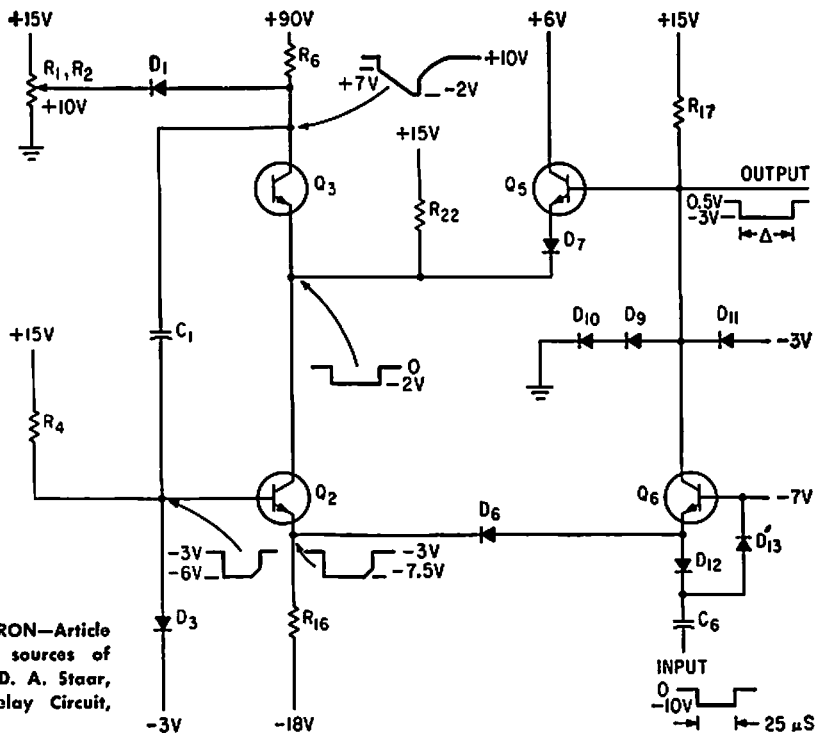 +15V
+90V
+6V
+15V
R1, R2
+10V
D1
R6
+7V
+10V
-2V
+15V
R17
Q3
R22
Q5
OUTPUT
0.5V
-3V
Δ
D7
C1
+15V
0
-2V
D10
D9
D11
-3V
R4
Q2
Q6
-7V
D6
D13
D12
-3V
-6V
-3V
-7.5V
D3
R16
C6
INPUT
0
-10V
25 μS
-3V
-18V
RON—Article
sources of
D. A. Staar,
elay Circuit,